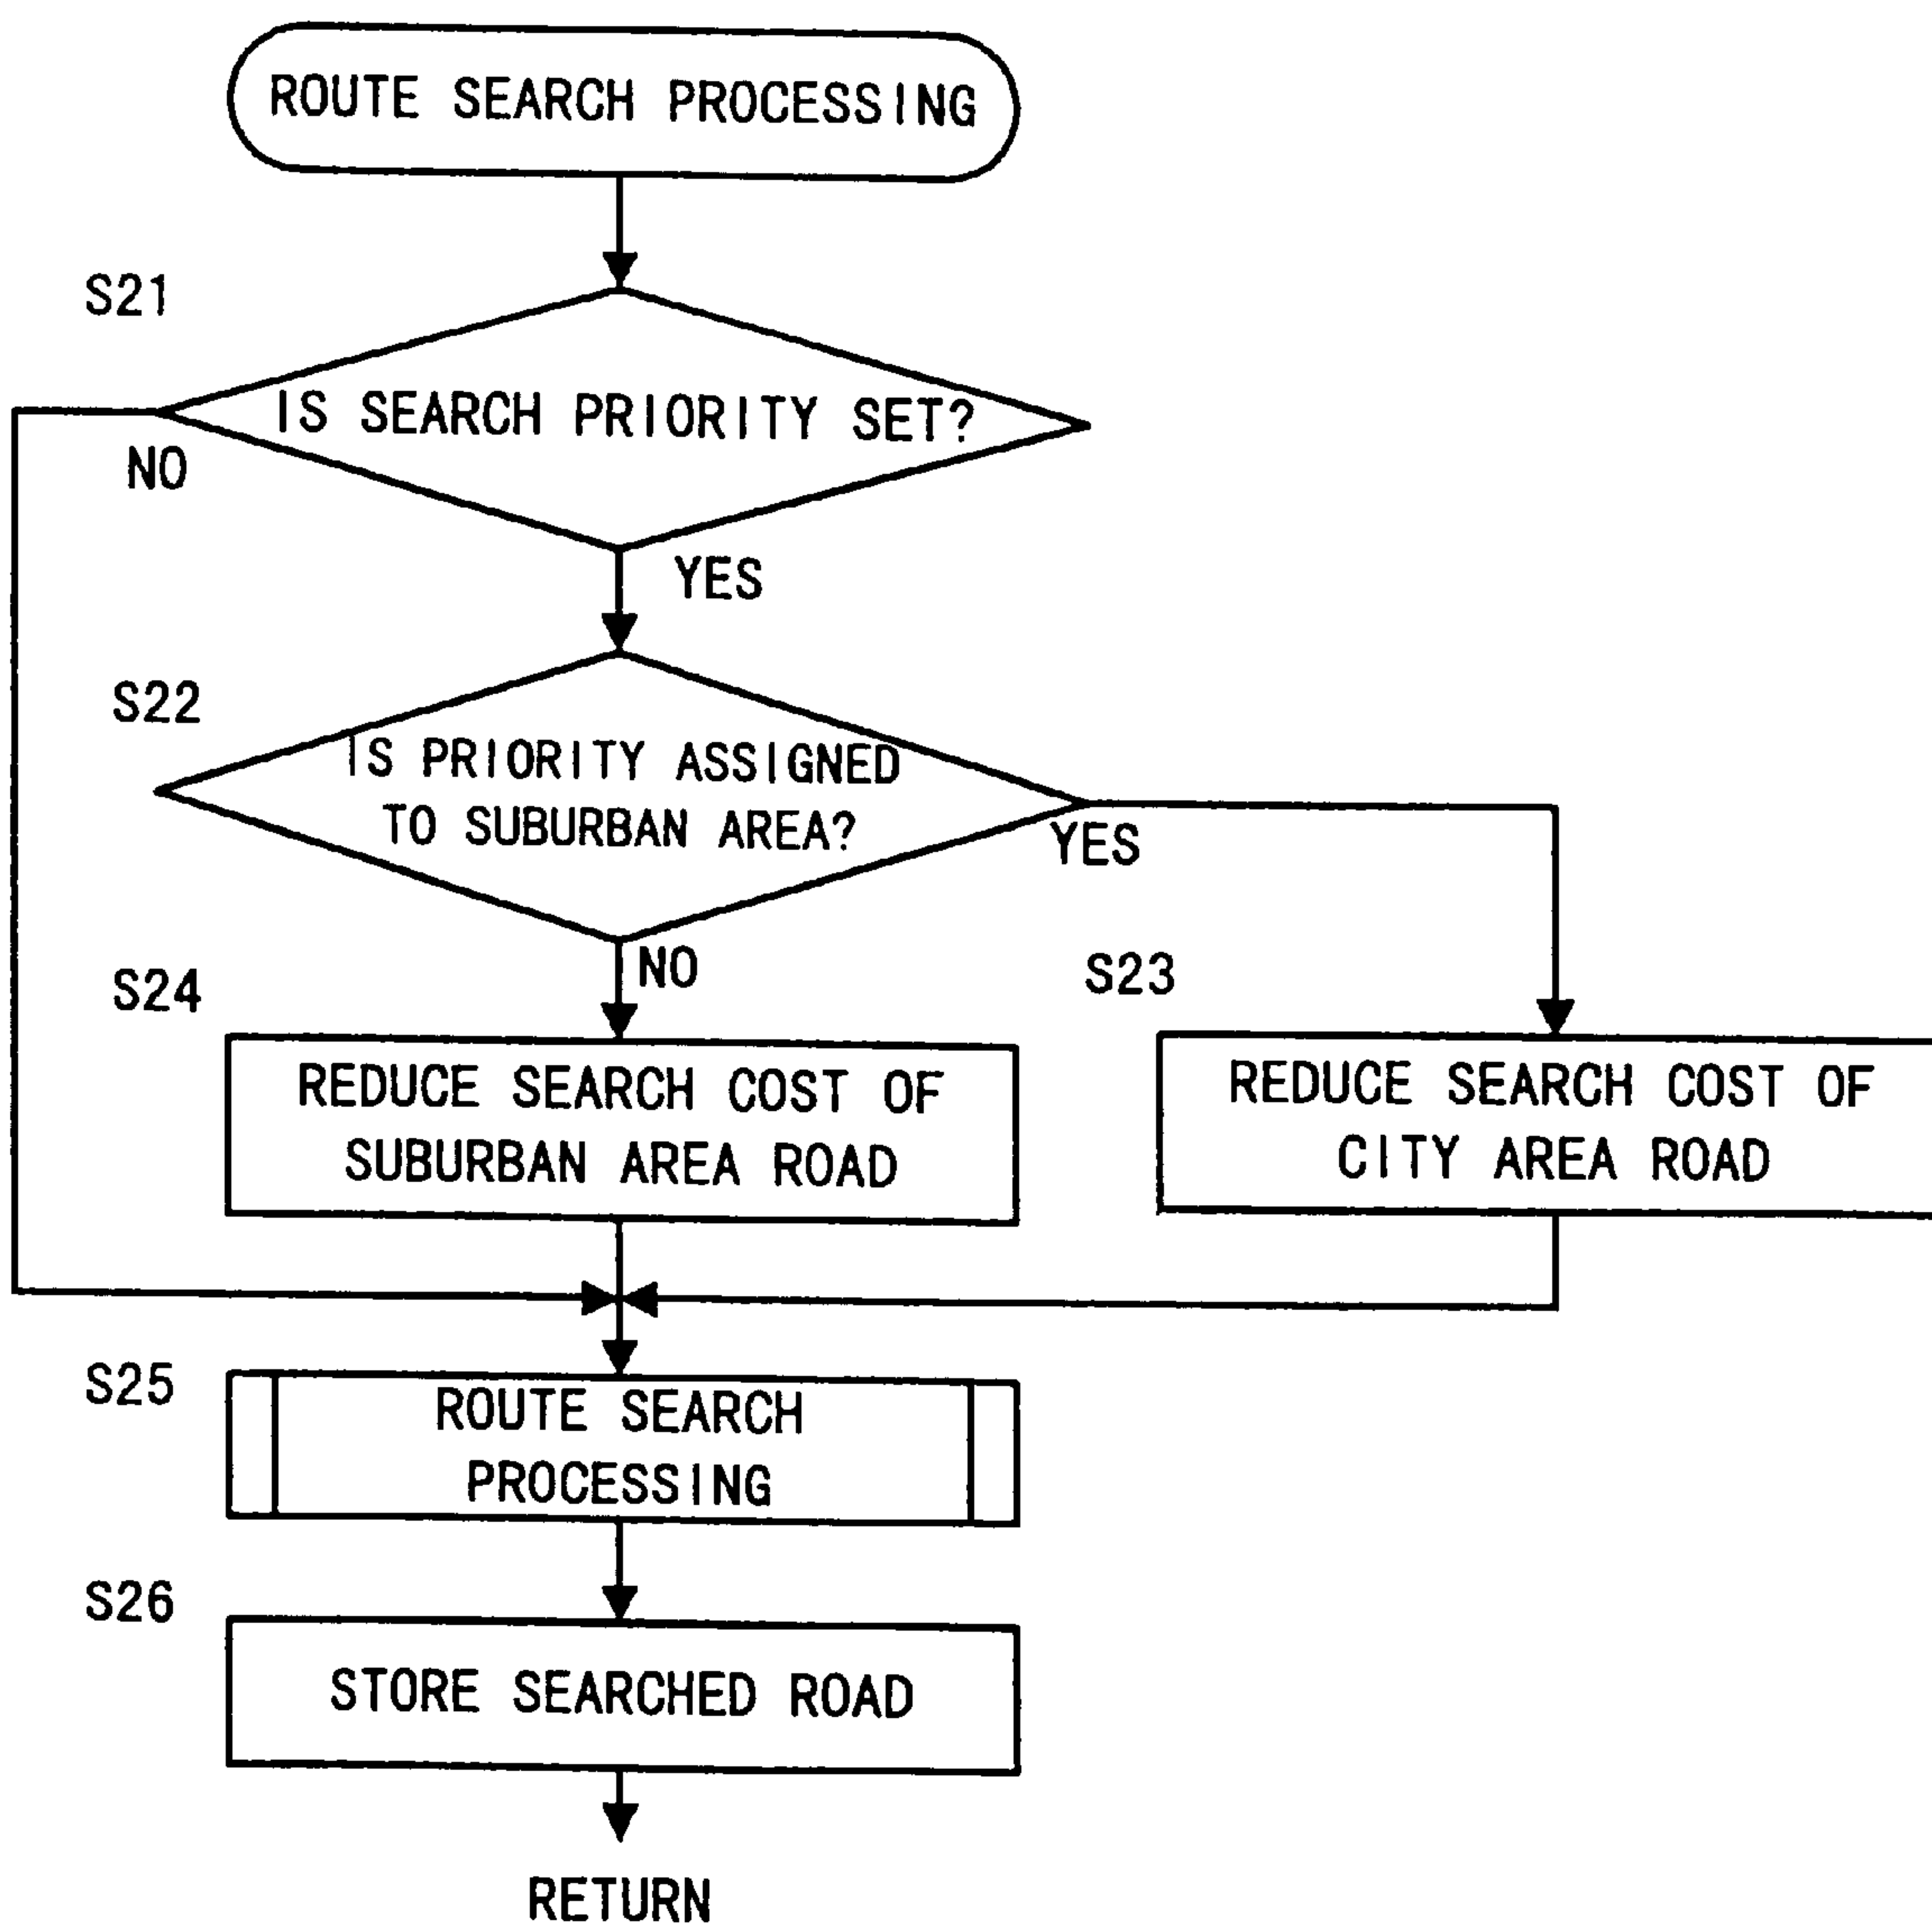 ROUTE SEARCH PROCESSING
S21
IS SEARCH PRIORITY SET?
NO
YES
S22
IS PRIORITY ASSIGNED
TO SUBURBAN AREA?
YES
NO
S24
S23
REDUCE SEARCH COST OF
SUBURBAN AREA ROAD
REDUCE SEARCH COST OF
CITY AREA ROAD
S25
ROUTE SEARCH
PROCESSING
S26
STORE SEARCHED ROAD
RETURN